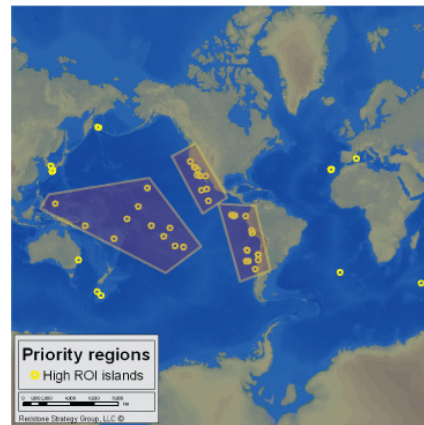 Priority regions
High ROI islands
Redstone Strategy Group, LLC ©